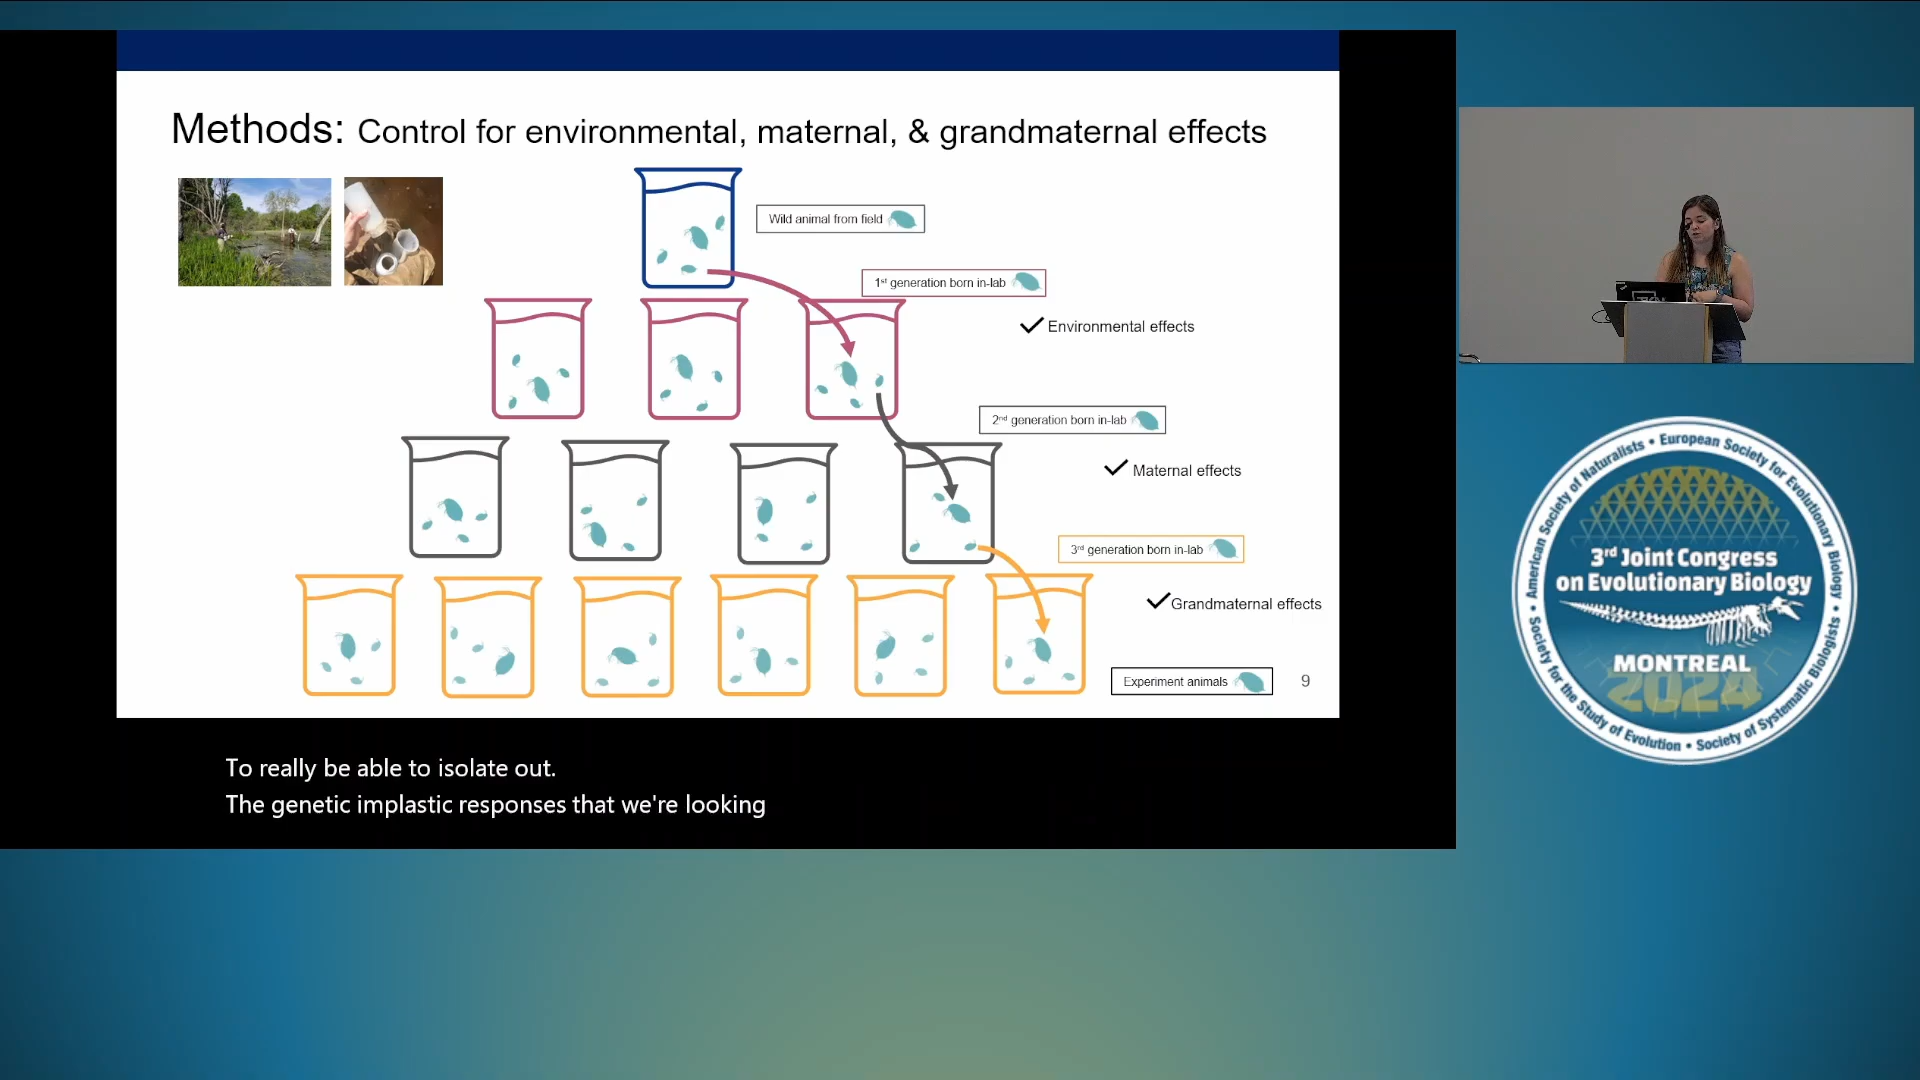 Methods: Control for environmental, maternal, & grandmaternal effects
Wild animal from field
1st generation born in-lab
Environmental effects
2nd generation born in-lab
Maternal effects
3rd generation born in-lab
Grandmaternal effects
Experiment animals
9
To really be able to isolate out.
The genetic implastic responses that we're looking
American Society of Naturalists • European Society for Evolutionary Biology •
Society for the Study of Evolution • Society of Systematic Biologists •
3rd Joint Congress
on Evolutionary Biology
MONTREAL
2024